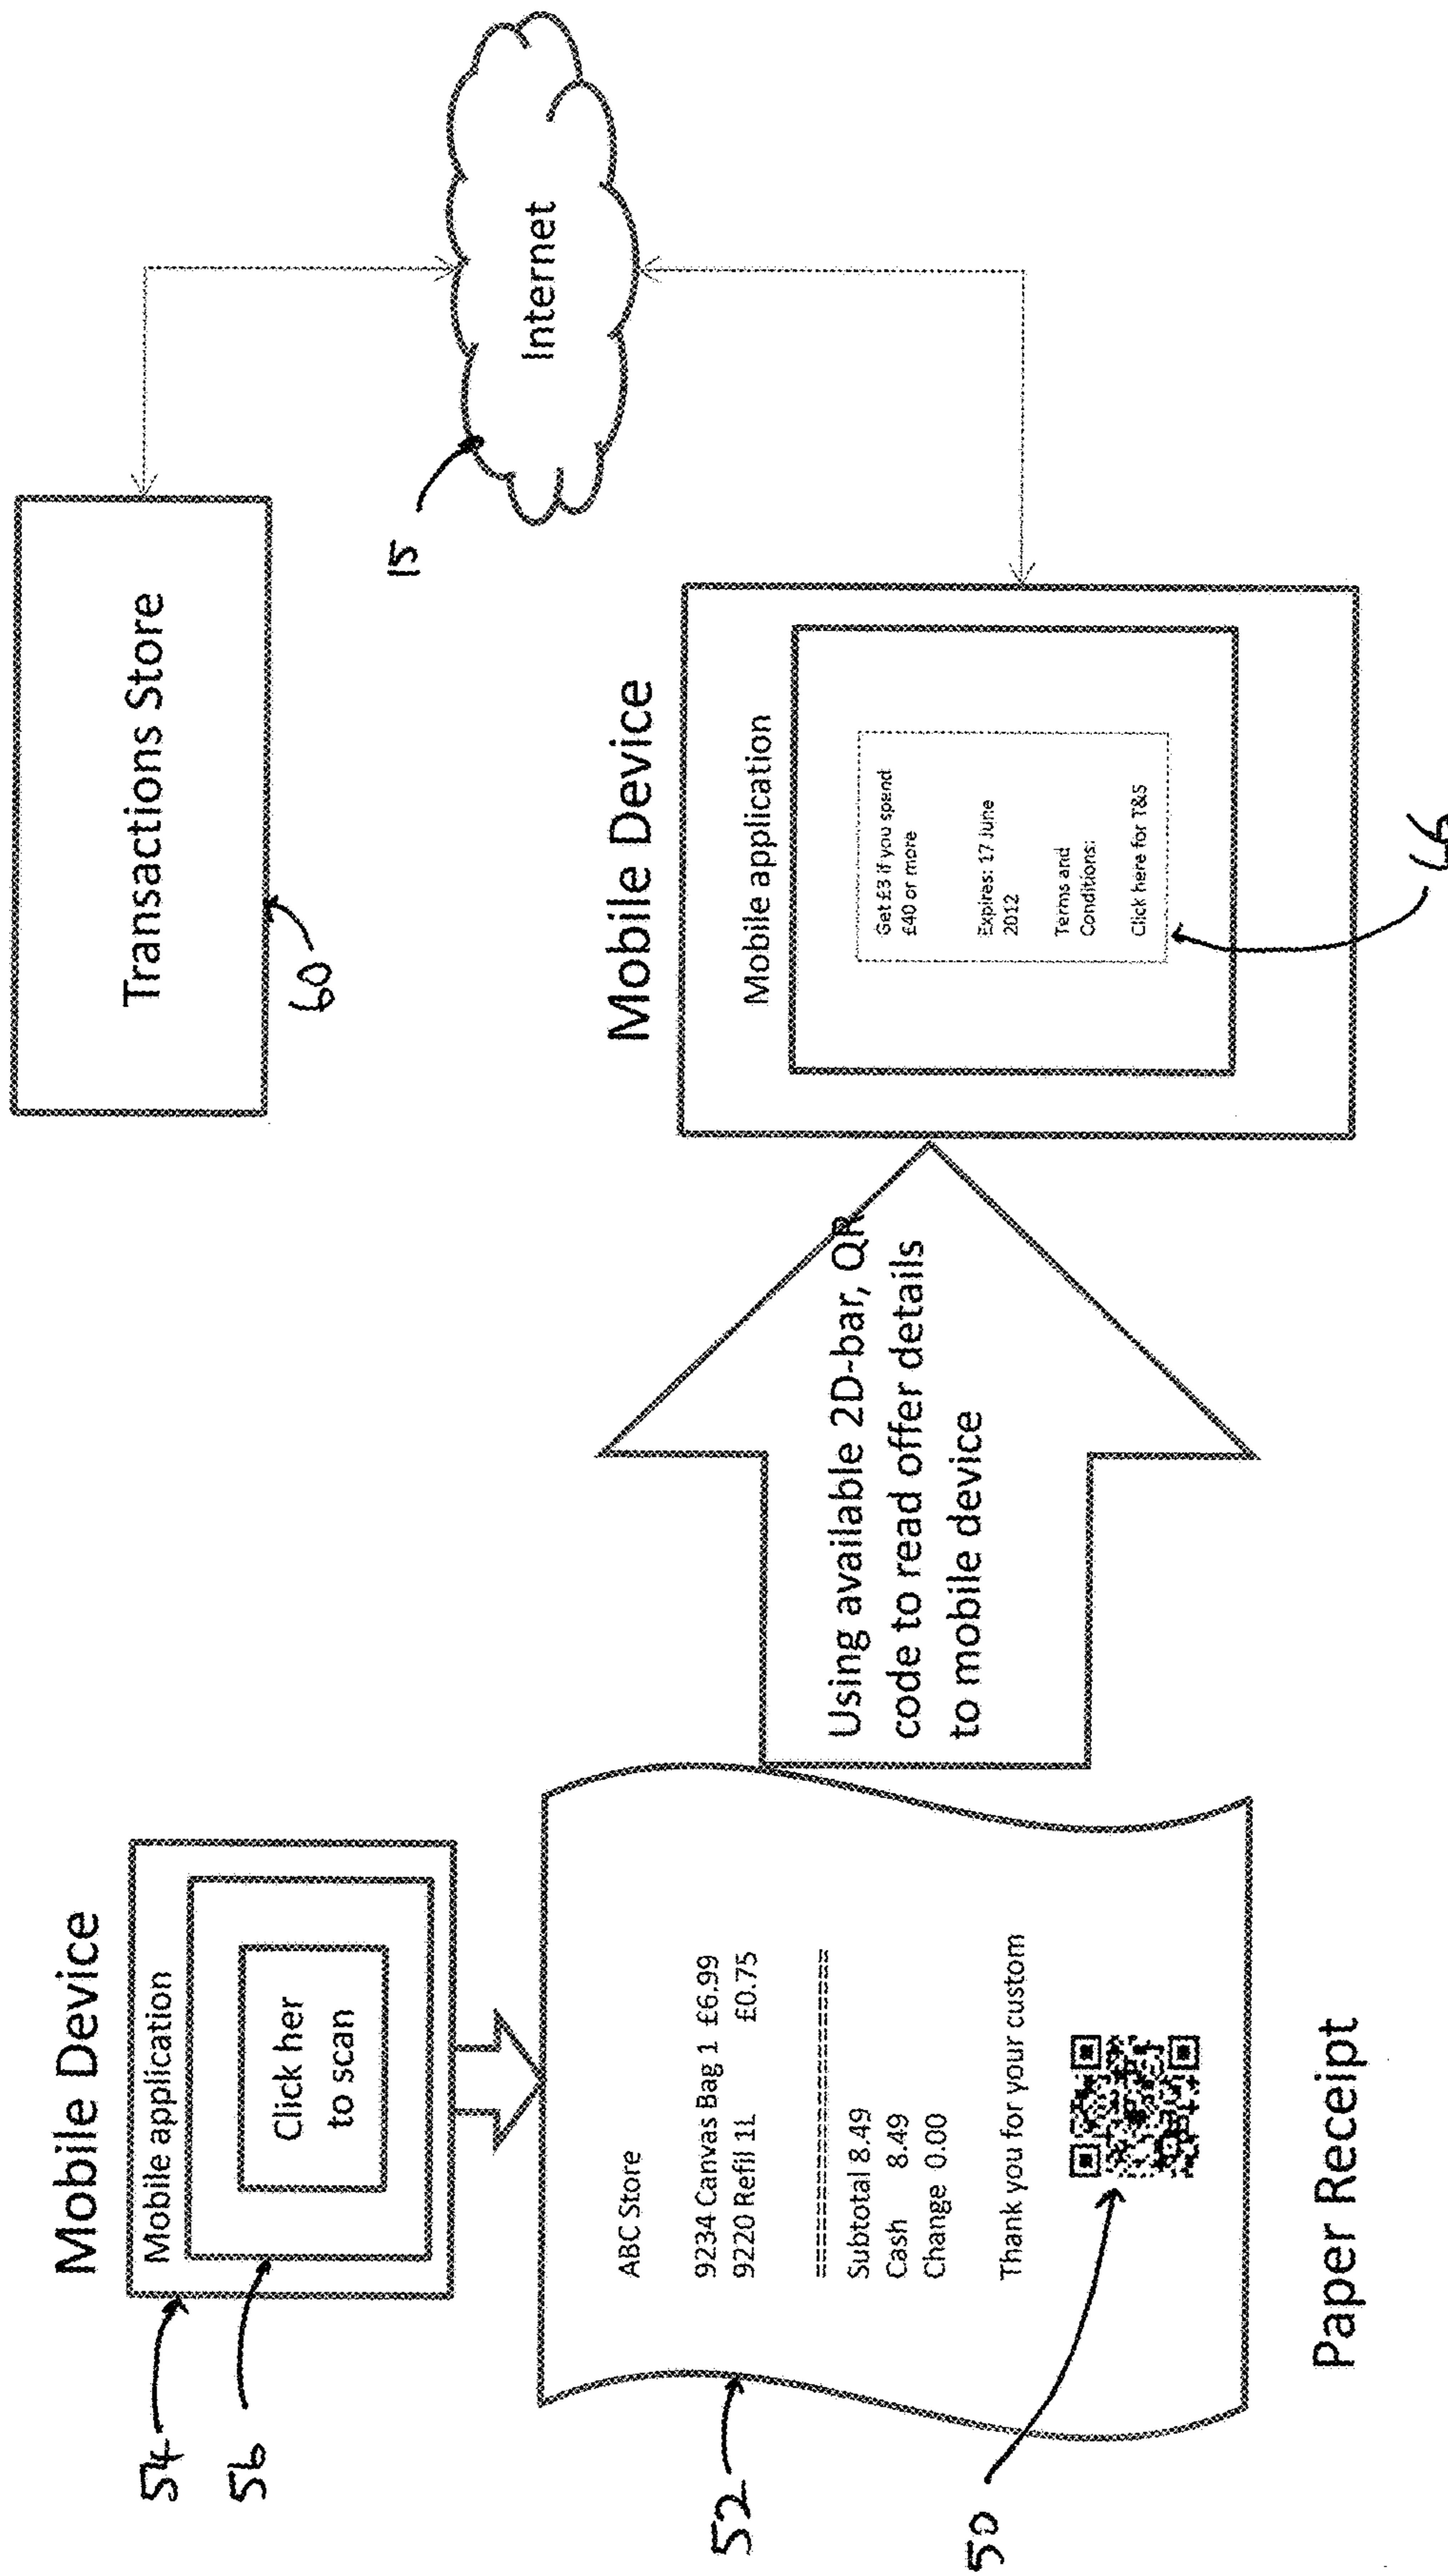 Mobile Device
Mobile application
Click her
to scan
54
56
Transactions Store
60
15
Internet
ABC Store
9234 Canvas Bag 1 £6.99
9220 Refil 1L £0.75
==========================
Subtotal 8.49
Cash 8.49
Change 0.00
Thank you for your custom
52
50
Paper Receipt
Using available 2D-bar, QR
code to read offer details
to mobile device
Mobile Device
Mobile application
Get £3 if you spend
£40 or more
Expires: 17 June
2012
Terms and
Conditions:
Click here for T&S